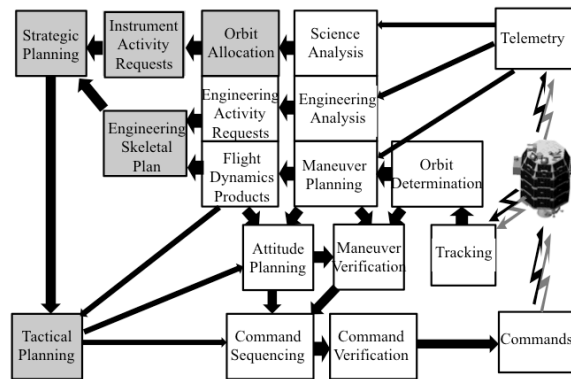 Strategic
Planning
Instrument
Activity
Requests
Orbit
Allocation
Science
Analysis
Telemetry
Engineering
Activity
Requests
Engineering
Analysis
Engineering
Skeletal
Plan
Flight
Dynamics
Products
Maneuver
Planning
Orbit
Determination
Attitude
Planning
Maneuver
Verification
Tracking
Tactical
Planning
Command
Sequencing
Command
Verification
Commands